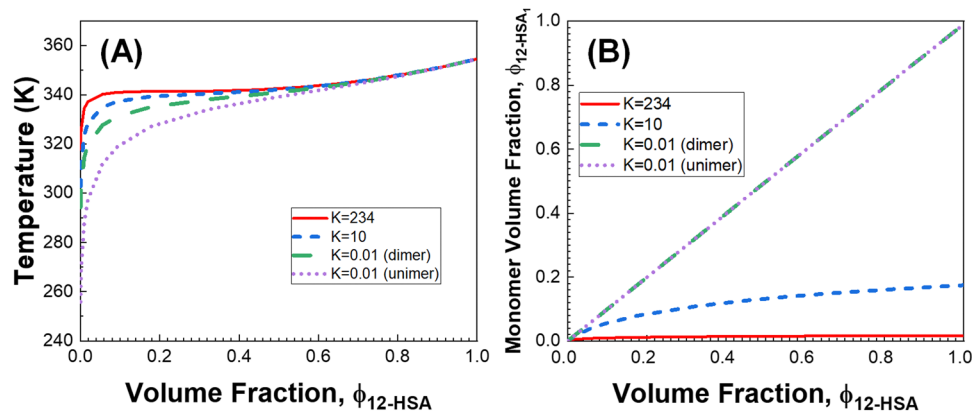 (A)
Temperature (K)
360
340
320
300
280
260
240
K=234
K=10
K=0.01 (dimer)
K=0.01 (unimer)
0.0 0.2 0.4 0.6 0.8 1.0
Volume Fraction, ϕ12-HSA
(B)
Monomer Volume Fraction, ϕ12-HSA1
1.0
0.8
0.6
0.4
0.2
0.0
K=234
K=10
K=0.01 (dimer)
K=0.01 (unimer)
0.0 0.2 0.4 0.6 0.8 1.0
Volume Fraction, ϕ12-HSA